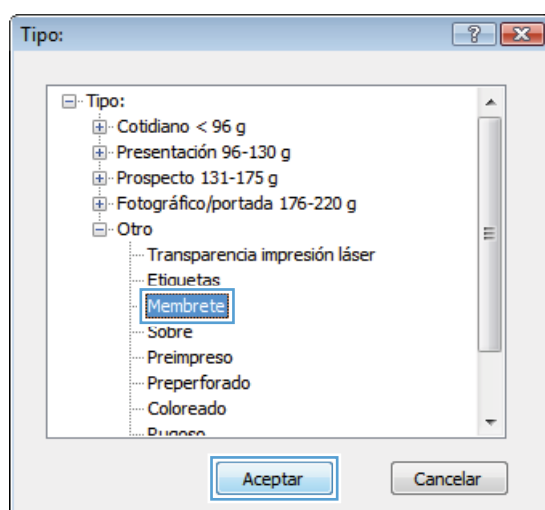 Tipo:
Tipo:
Cotidiano < 96 g
Presentación 96-130 g
Prospecto 131-175 g
Fotográfico/portada 176-220 g
Otro
Transparencia impresión láser
Etiquetas
Membrete
Sobre
Preimpreso
Preperforado
Coloreado
Rugoso
Aceptar Cancelar